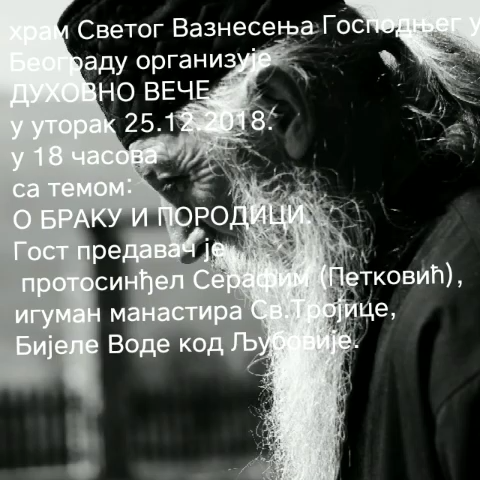 храм Светог Вазнесења Господњег у
Београду организује
ДУХОВНО ВЕЧЕ
у уторак 25.12.2018.
у 18 часова
са темом:
О БРАКУ И ПОРОДИЦИ.
Гост предавач је
протосинђел Серафим (Петковић),
игуман манастира Св.Тројице,
Бијеле Воде код Љубовије.